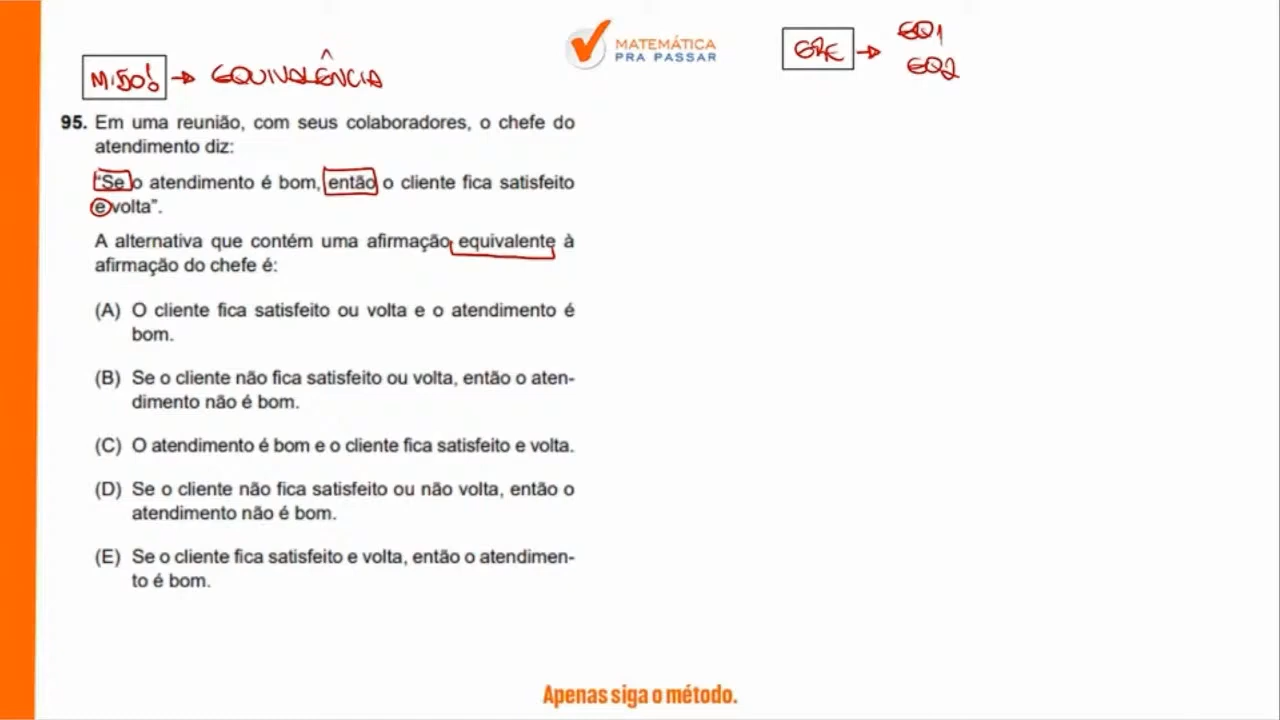 MATEMÁTICA
PRA PASSAR
→ EQUIVALÊNCIA
→ EQ1
EQ2
95. Em uma reunião, com seus colaboradores, o chefe do
atendimento diz:
"Se o atendimento é bom, então o cliente fica satisfeito
e volta".
A alternativa que contém uma afirmação equivalente à
afirmação do chefe é:
(A) O cliente fica satisfeito ou volta e o atendimento é
bom.
(B) Se o cliente não fica satisfeito ou volta, então o aten-
dimento não é bom.
(C) O atendimento é bom e o cliente fica satisfeito e volta.
(D) Se o cliente não fica satisfeito ou não volta, então o
atendimento não é bom.
(E) Se o cliente fica satisfeito e volta, então o atendimen-
to é bom.
Apenas siga o método.